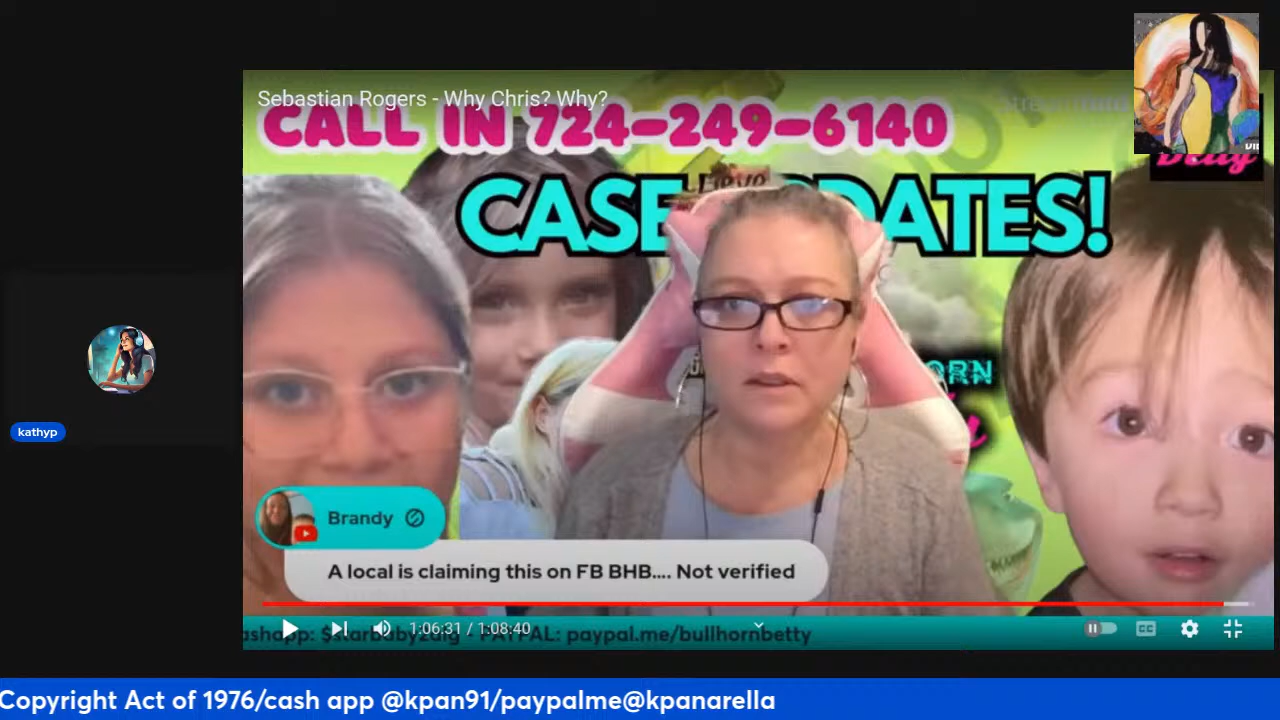 Sebastian Rogers - Why Chris? Why?
CALL IN 724-249-6140
CASE DATES!
kathyp
Brandy
A local is claiming this on FB BHB.... Not verified
1:06:31 / 1:08:40
PAYPAL: paypal.me/bullhornbetty
CC
Copyright Act of 1976/cash app @kpan91/paypalme@kpanarella